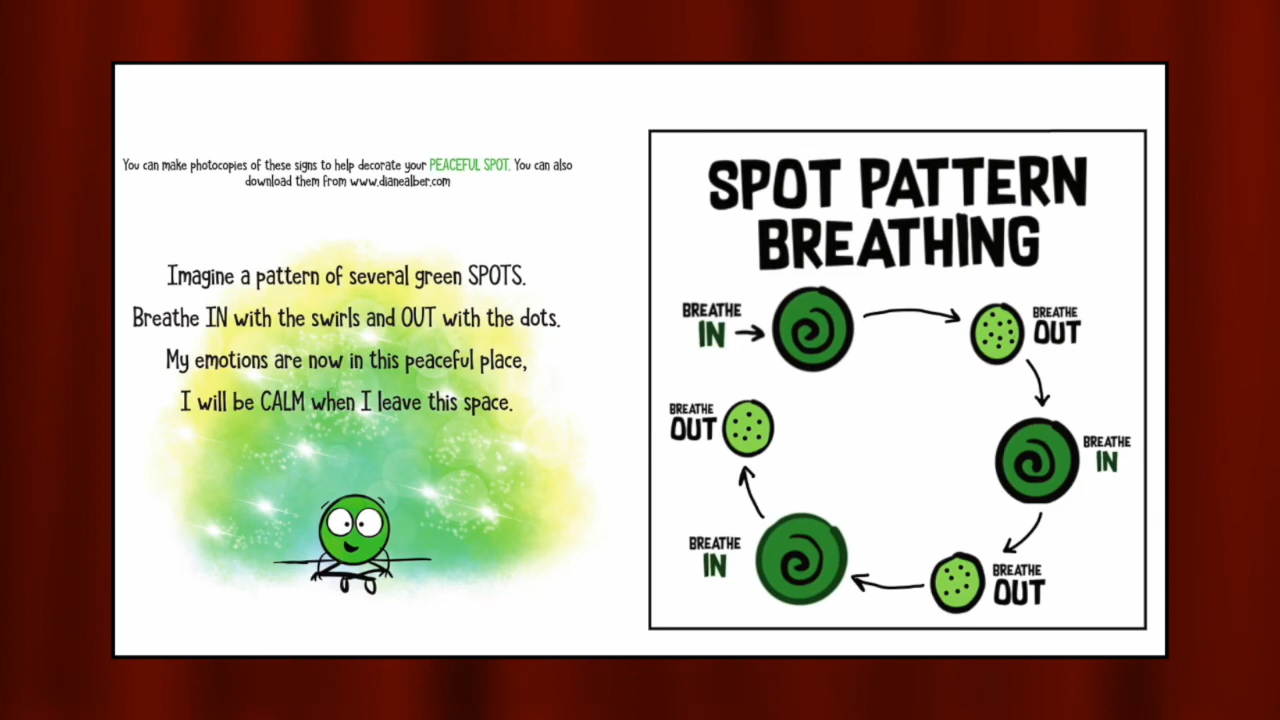 You can make photocopies of these signs to help decorate your PEACEFUL SPOT. You can also
download them from www.dianealber.com
Imagine a pattern of several green SPOTS.
Breathe IN with the swirls and OUT with the dots.
My emotions are now in this peaceful place,
I will be CALM when I leave this space.
SPOT PATTERN
BREATHING
BREATHE
IN
BREATHE
OUT
BREATHE
IN
BREATHE
OUT
BREATHE
IN
BREATHE
OUT